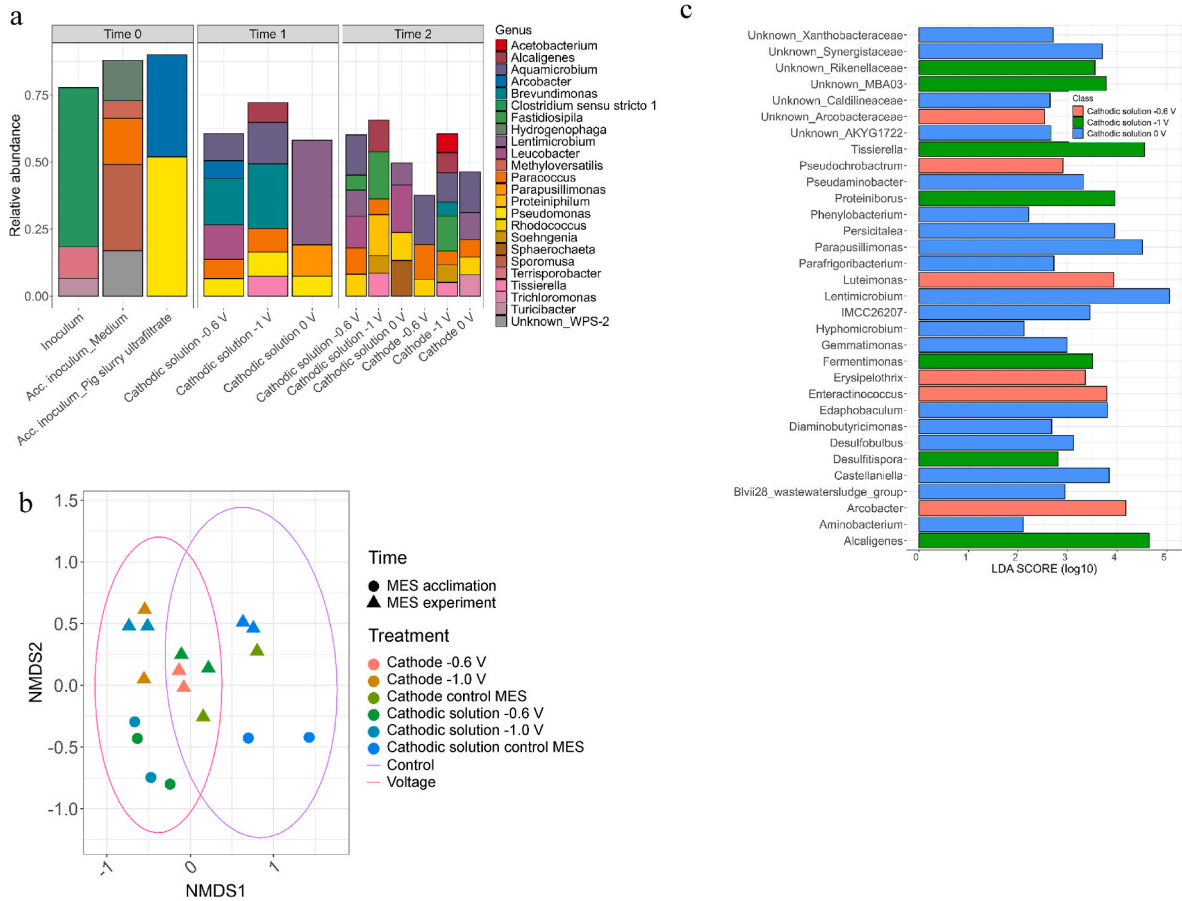 a
Time 0
Time 1
Time 2
Relative abundance
0.75
0.50
0.25
0.00
Inoculum
Acc. inoculum_Medium
Acc. inoculum_Pig slurry ultrafiltrate
Cathodic solution -0.6 V
Cathodic solution -1 V
Cathodic solution 0 V
Cathodic solution -0.6 V
Cathodic solution -1 V
Cathodic solution 0 V
Cathode -0.6 V
Cathode -1 V
Cathode 0 V
Genus
Acetobacterium
Alcaligenes
Aquamicrobium
Arcobacter
Brevundimonas
Clostridium sensu stricto 1
Fastidiosipila
Hydrogenophaga
Lentimicrobium
Leucobacter
Methyloversatilis
Paracoccus
Parapusillimonas
Proteiniphilum
Pseudomonas
Rhodococcus
Soehngenia
Sphaerochaeta
Sporomusa
Terrisporobacter
Tissierella
Trichloromonas
Turicibacter
Unknown_WPS-2
b
NMDS2
1.5
1.0
0.5
0.0
-0.5
-1.0
-1
0
1
NMDS1
Time
MES acclimation
MES experiment
Treatment
Cathode -0.6 V
Cathode -1.0 V
Cathode control MES
Cathodic solution -0.6 V
Cathodic solution -1.0 V
Cathodic solution control MES
Control
Voltage
c
Unknown_Xanthobacteraceae
Unknown_Synergistaceae
Unknown_Rikenellaceae
Unknown_MBA03
Unknown_Caldilineaceae
Unknown_Arcobacteraceae
Unknown_AKYG1722
Tissierella
Pseudochrobactrum
Pseudaminobacter
Proteiniborus
Phenylobacterium
Persicitalea
Parapusillimonas
Parafrigoribacterium
Luteimonas
Lentimicrobium
IMCC26207
Hyphomicrobium
Gemmatimonas
Fermentimonas
Erysipelothrix
Enteractinococcus
Edaphobaculum
Diaminobutyricimonas
Desulfobulbus
Desulfitispora
Castellaniella
Blvii28_wastewatersludge_group
Arcobacter
Aminobacterium
Alcaligenes
0
1
2
3
4
5
LDA SCORE (log10)
Class
Cathodic solution -0.6 V
Cathodic solution -1 V
Cathodic solution 0 V